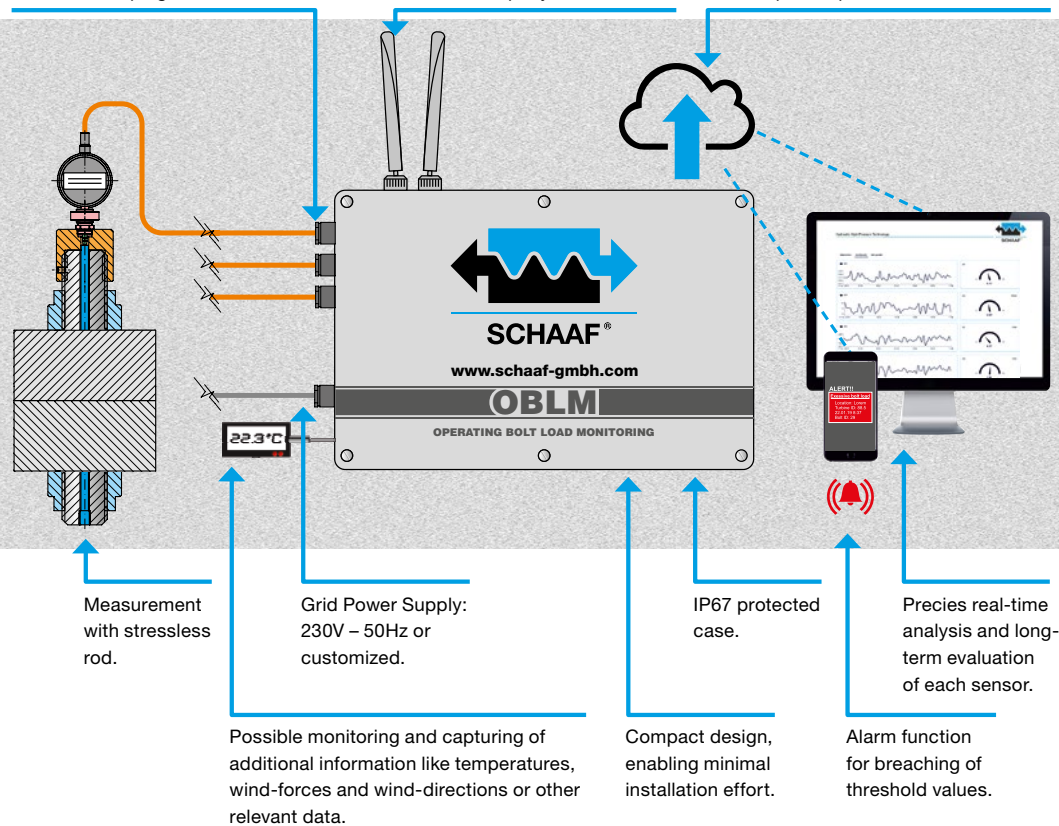 SCHAAF®
www.schaaf-gmbh.com
OBLM
OPERATING BOLT LOAD MONITORING
22.3°C
SCHAAF
ALERT!!
Location: Lorem
Measurement
with stressless
rod.
Grid Power Supply:
230V – 50Hz or
customized.
IP67 protected
case.
Precies real-time
analysis and long-
term evaluation
of each sensor.
Possible monitoring and capturing of
additional information like temperatures,
wind-forces and wind-directions or other
relevant data.
Compact design,
enabling minimal
installation effort.
Alarm function
for breaching of
threshold values.